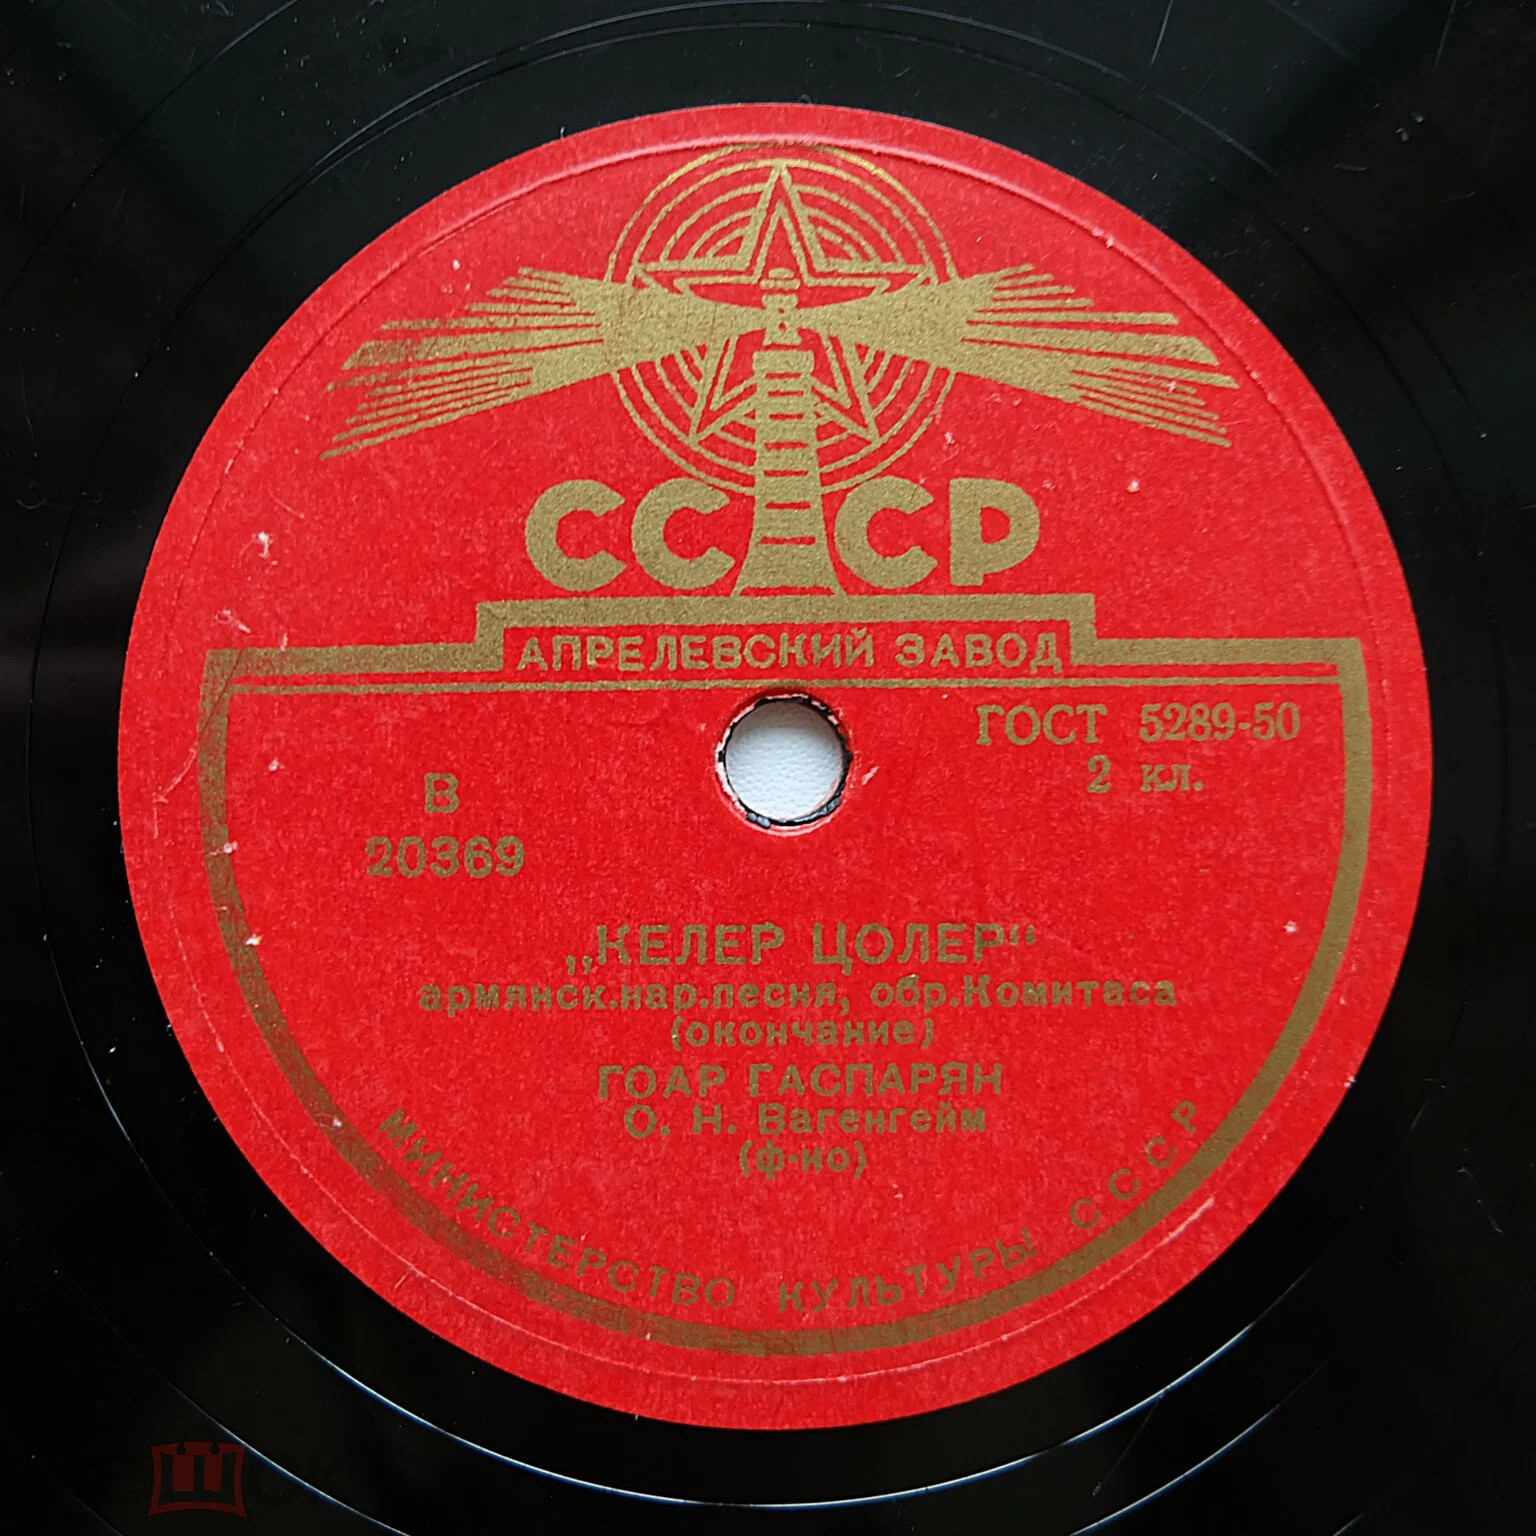 СССР
АПРЕЛЕВСКИЙ ЗАВОД
ГОСТ 5289-50
2 кл.
В
20369
„КЕЛЕР ЦОЛЕР“
армянск.нар.песня, обр.Комитаса
(окончание)
ГОАР ГАСПАРЯН
О. Н. Вагенгейм
(ф-но)
МИНИСТЕРСТВО КУЛЬТУРЫ СССР